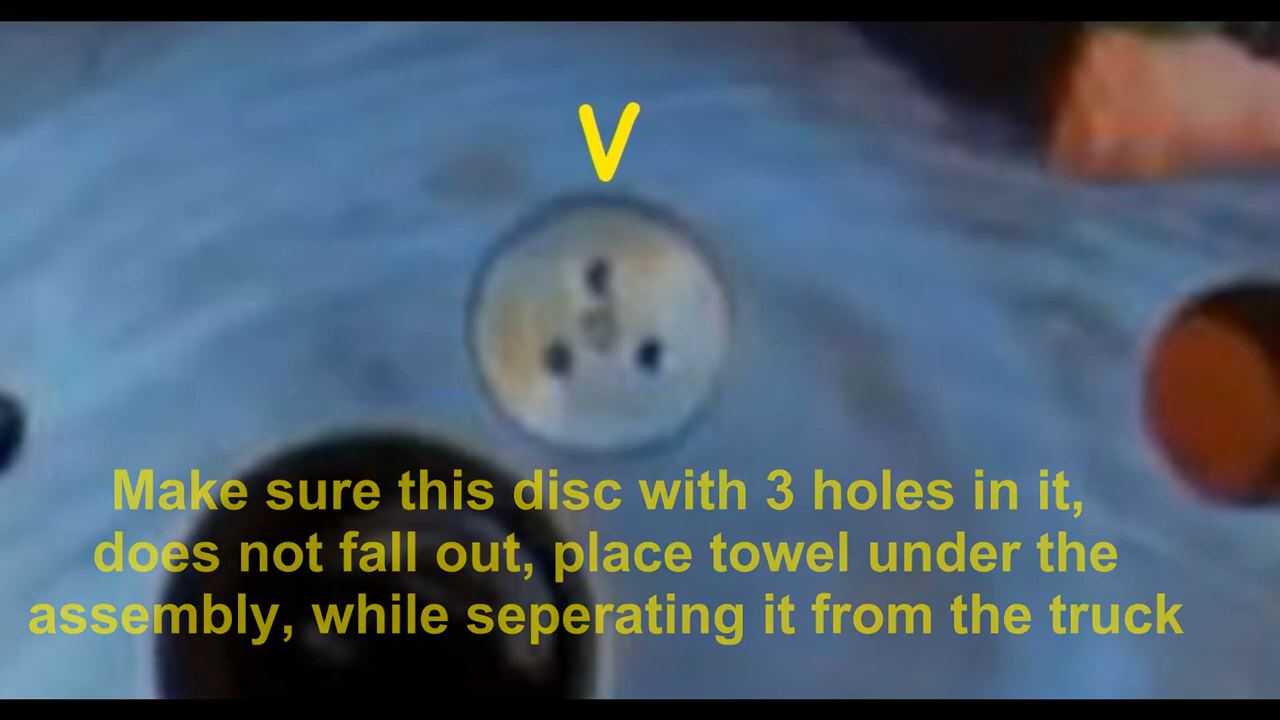 V
Make sure this disc with 3 holes in it,
does not fall out, place towel under the
assembly, while seperating it from the truck